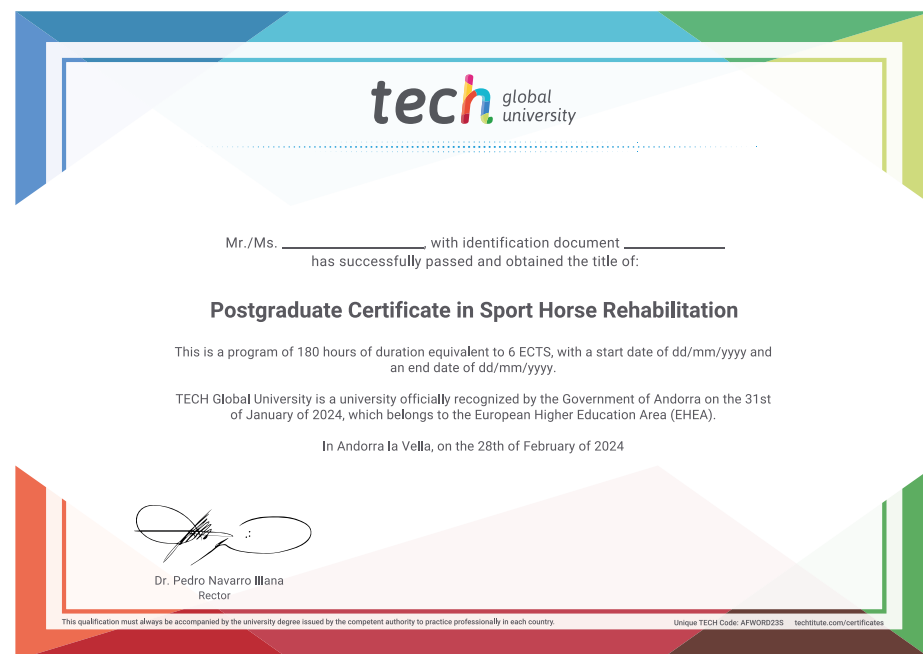 tech global
university
Mr./Ms. ____________________, with identification document ______________
has successfully passed and obtained the title of:
Postgraduate Certificate in Sport Horse Rehabilitation
This is a program of 180 hours of duration equivalent to 6 ECTS, with a start date of dd/mm/yyyy and
an end date of dd/mm/yyyy.
TECH Global University is a university officially recognized by the Government of Andorra on the 31st
of January of 2024, which belongs to the European Higher Education Area (EHEA).
In Andorra la Vella, on the 28th of February of 2024
Dr. Pedro Navarro Illana
Rector
This qualification must always be accompanied by the university degree issued by the competent authority to practice professionally in each country.
Unique TECH Code: AFWORD23S techtitute.com/certificates